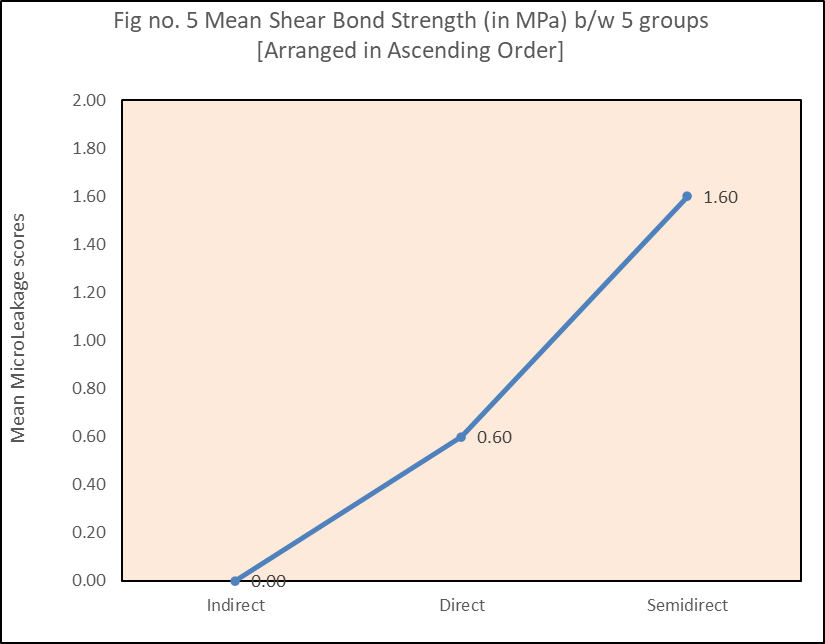 Fig no. 5 Mean Shear Bond Strength (in MPa) b/w 5 groups
[Arranged in Ascending Order]
Mean MicroLeakage scores
2.00
1.80
1.60
1.40
1.20
1.00
0.80
0.60
0.40
0.20
0.00
1.60
0.60
0.00
Indirect
Direct
Semidirect